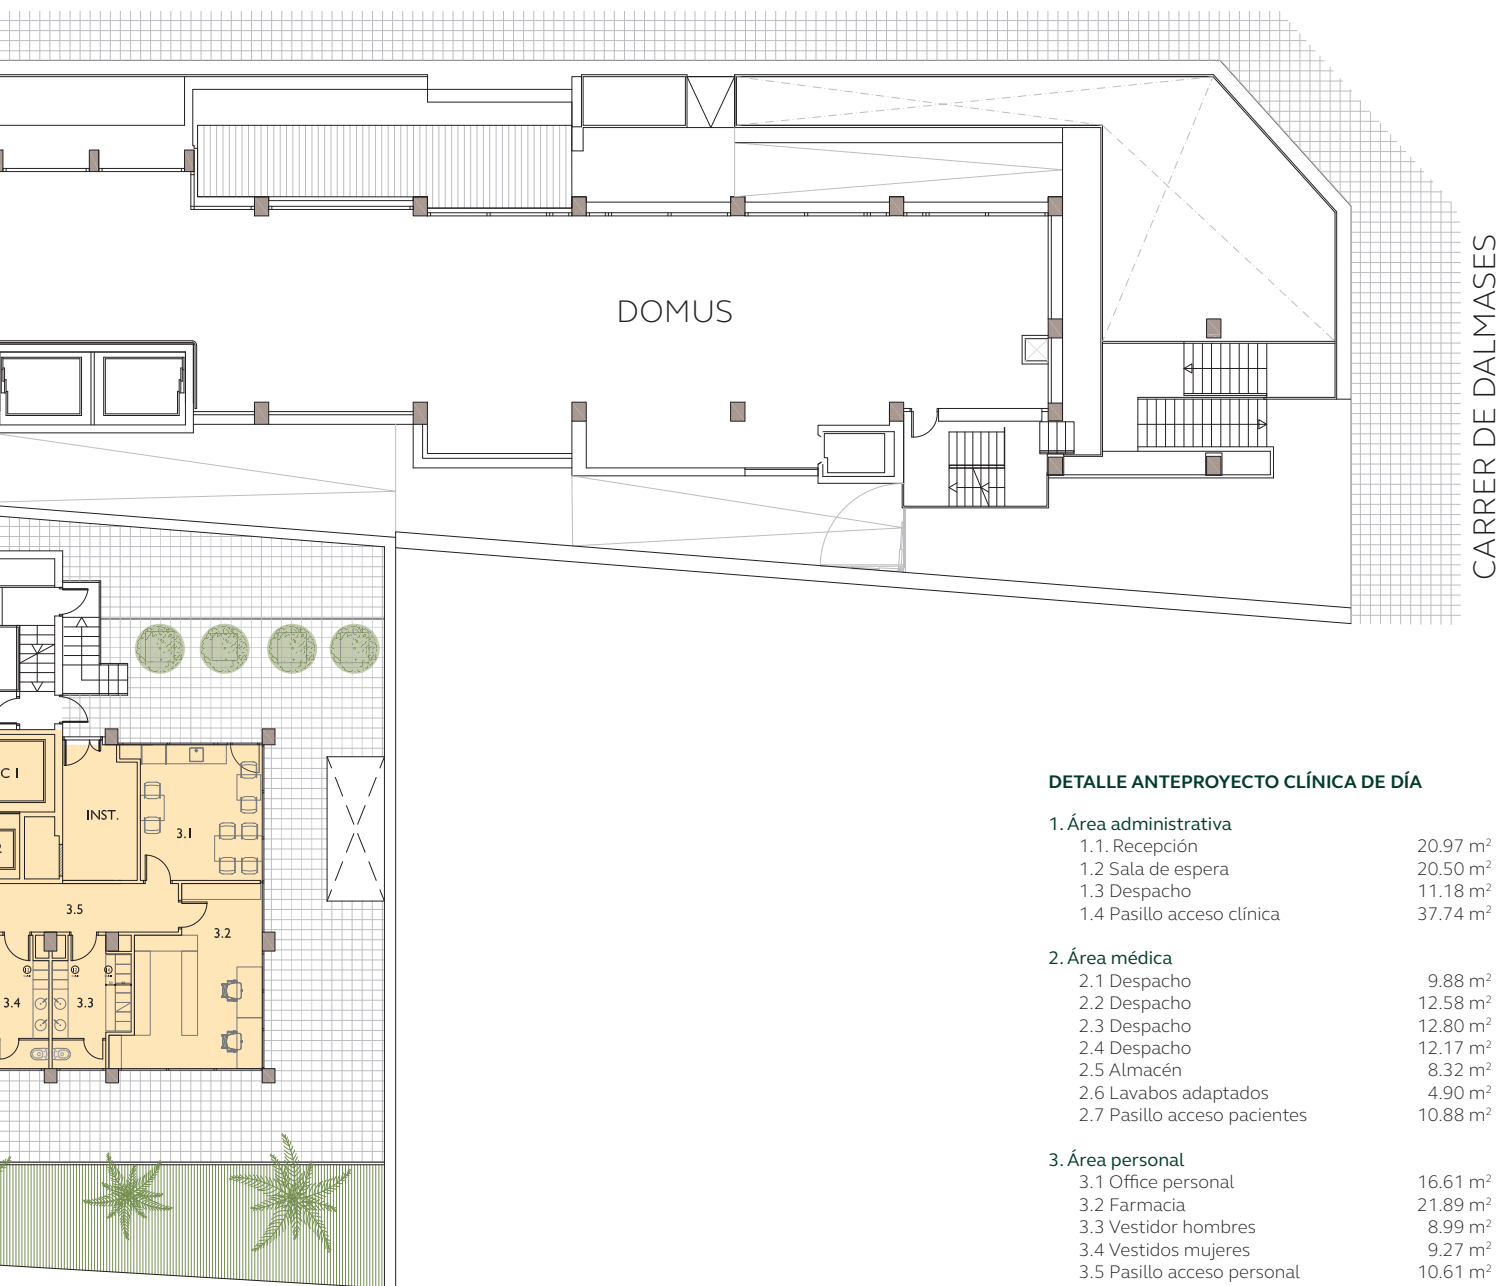 DOMUS
CARRER DE DALMASES
C I
INST.
3.1
3.5
3.2
3.4
3.3
DETALLE ANTEPROYECTO CLÍNICA DE DÍA
1. Área administrativa
1.1. Recepción 20.97 m²
1.2 Sala de espera 20.50 m²
1.3 Despacho 11.18 m²
1.4 Pasillo acceso clínica 37.74 m²
2. Área médica
2.1 Despacho 9.88 m²
2.2 Despacho 12.58 m²
2.3 Despacho 12.80 m²
2.4 Despacho 12.17 m²
2.5 Almacén 8.32 m²
2.6 Lavabos adaptados 4.90 m²
2.7 Pasillo acceso pacientes 10.88 m²
3. Área personal
3.1 Office personal 16.61 m²
3.2 Farmacia 21.89 m²
3.3 Vestidor hombres 8.99 m²
3.4 Vestidos mujeres 9.27 m²
3.5 Pasillo acceso personal 10.61 m²